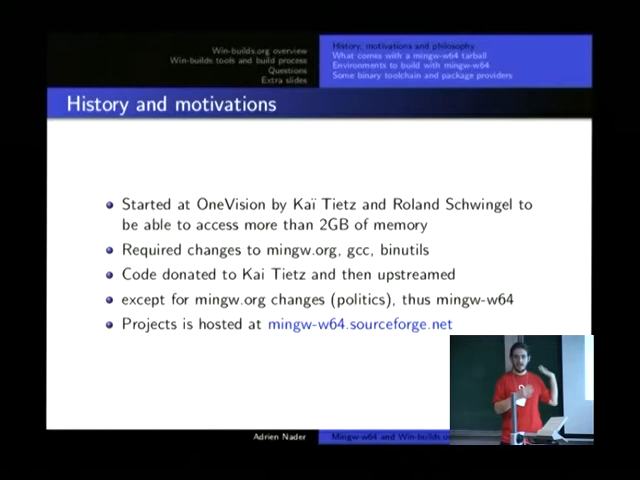 Win-builds.org overview
Win-builds tools and build process
Questions
Extra slides
History, motivations and philosophy
What comes with a mingw-w64 tarball
Environments to build with mingw-w64
Some binary toolchain and package providers
History and motivations
Started at OneVision by Kaï Tietz and Roland Schwingel to
be able to access more than 2GB of memory
Required changes to mingw.org, gcc, binutils
Code donated to Kai Tietz and then upstreamed
except for mingw.org changes (politics), thus mingw-w64
Projects is hosted at mingw-w64.sourceforge.net
Adrien Nader
Mingw-w64 and Win-builds.o